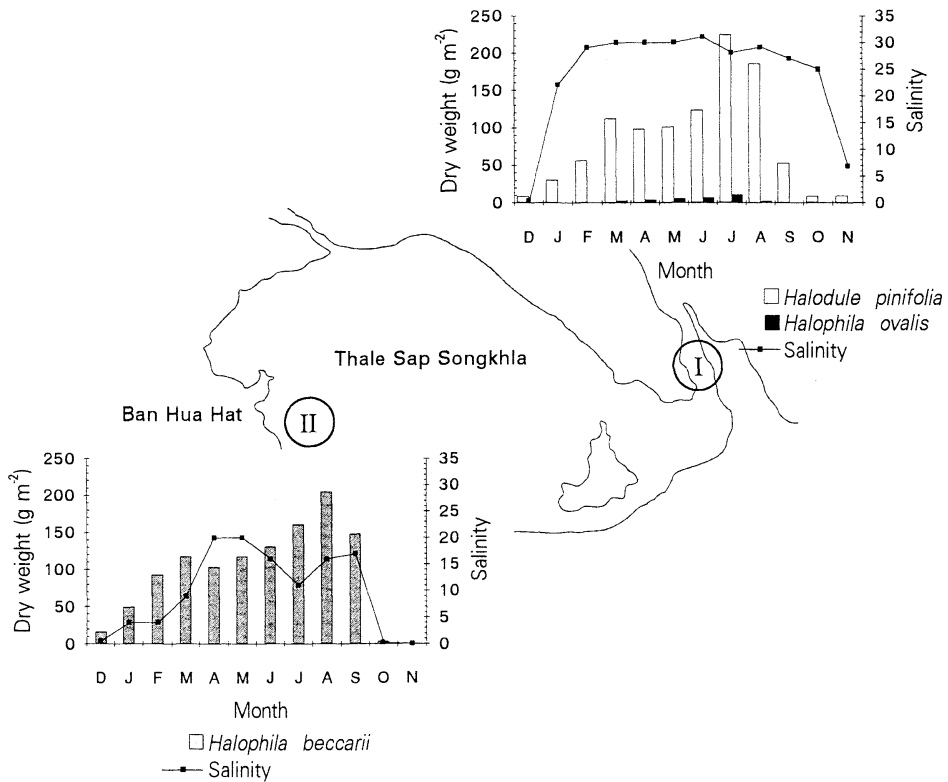 250
200
150
100
50
0
Dry weight (g m-2)
35
30
25
20
15
10
5
0
Salinity
D J F M A M J J A S O N
Month
Halodule pinifolia
Halophila ovalis
Salinity
I
Thale Sap Songkhla
Ban Hua Hat
II
250
200
150
100
50
0
Dry weight (g m-2)
35
30
25
20
15
10
5
0
Salinity
D J F M A M J J A S O N
Month
Halophila beccarii
Salinity